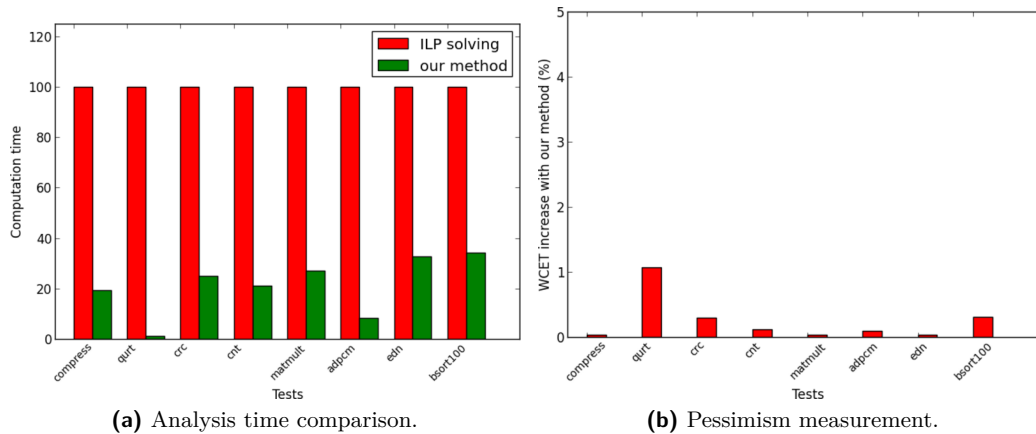 120
100
80
60
40
20
0
Computation time
ILP solving
our method
compress
qurt
crc
cnt
matmult
adpcm
edn
bsort100
Tests
(a) Analysis time comparison.
5
4
3
2
1
0
WCET increase with our method (%)
compress
qurt
crc
cnt
matmult
adpcm
edn
bsort100
Tests
(b) Pessimism measurement.